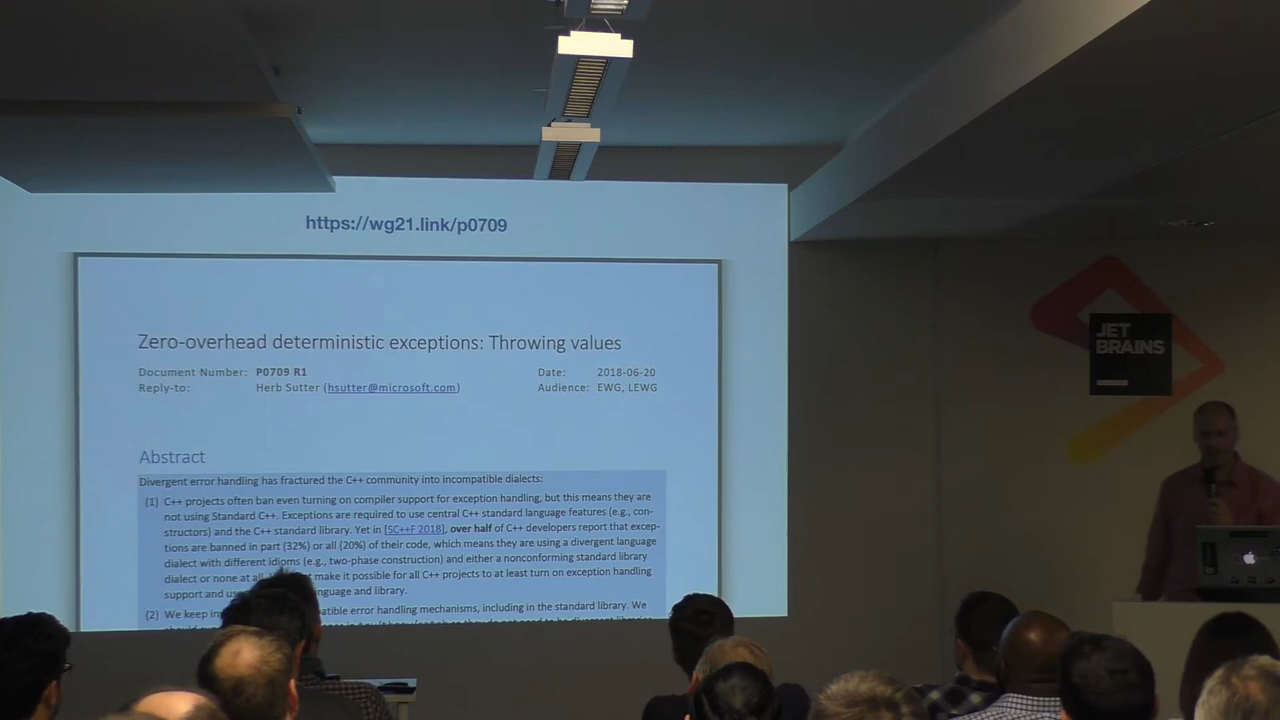 https://wg21.link/p0709
Zero-overhead deterministic exceptions: Throwing values
Document Number: P0709 R1 Date: 2018-06-20
Reply-to: Herb Sutter (hsutter@microsoft.com) Audience: EWG, LEWG
Abstract
Divergent error handling has fractured the C++ community into incompatible dialects:
(1) C++ projects often ban even turning on compiler support for exception handling, but this means they are
not using Standard C++. Exceptions are required to use central C++ standard language features (e.g., con-
structors) and the C++ standard library. Yet in [SC++F 2018], over half of C++ developers report that excep-
tions are banned in part (32%) or all (20%) of their code, which means they are using a divergent language
dialect with different idioms (e.g., two-phase construction) and either a nonconforming standard library
dialect or none at all. make it possible for all C++ projects to at least turn on exception handling
support and language and library.
(2) We keep error handling mechanisms, including in the standard library. We
JET
BRAINS